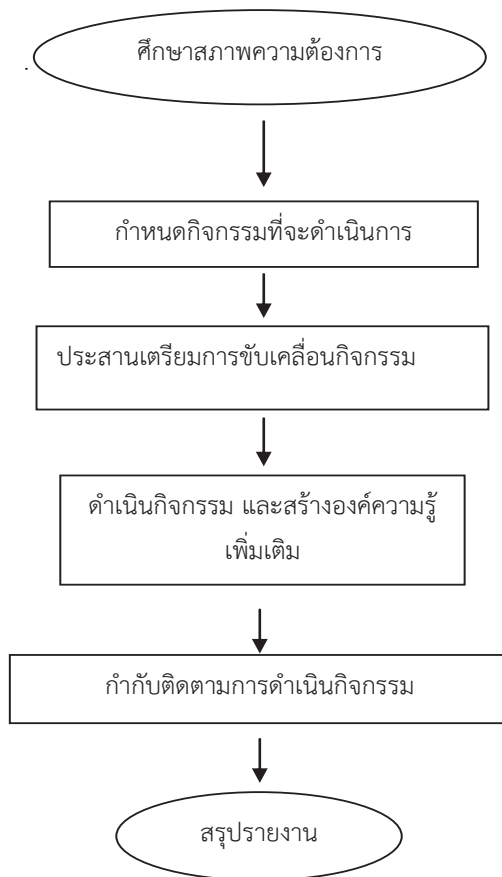 ศึกษาสภาพความต้องการ
กำหนดกิจกรรมที่จะดำเนินการ
ประสานเตรียมการขับเคลื่อนกิจกรรม
ดำเนินกิจกรรม และสร้างองค์ความรู้
เพิ่มเติม
กำกับติดตามการดำเนินกิจกรรม
สรุปรายงาน